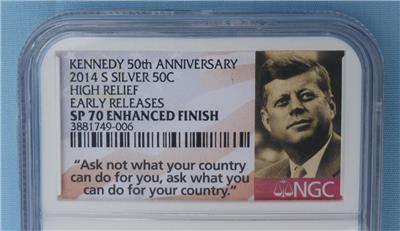 KENNEDY 50th ANNIVERSARY
2014 S SILVER 50C
HIGH RELIEF
EARLY RELEASES
SP 70 ENHANCED FINISH
3881749-006
"Ask not what your country
can do for you, ask what you
can do for your country."
NGC